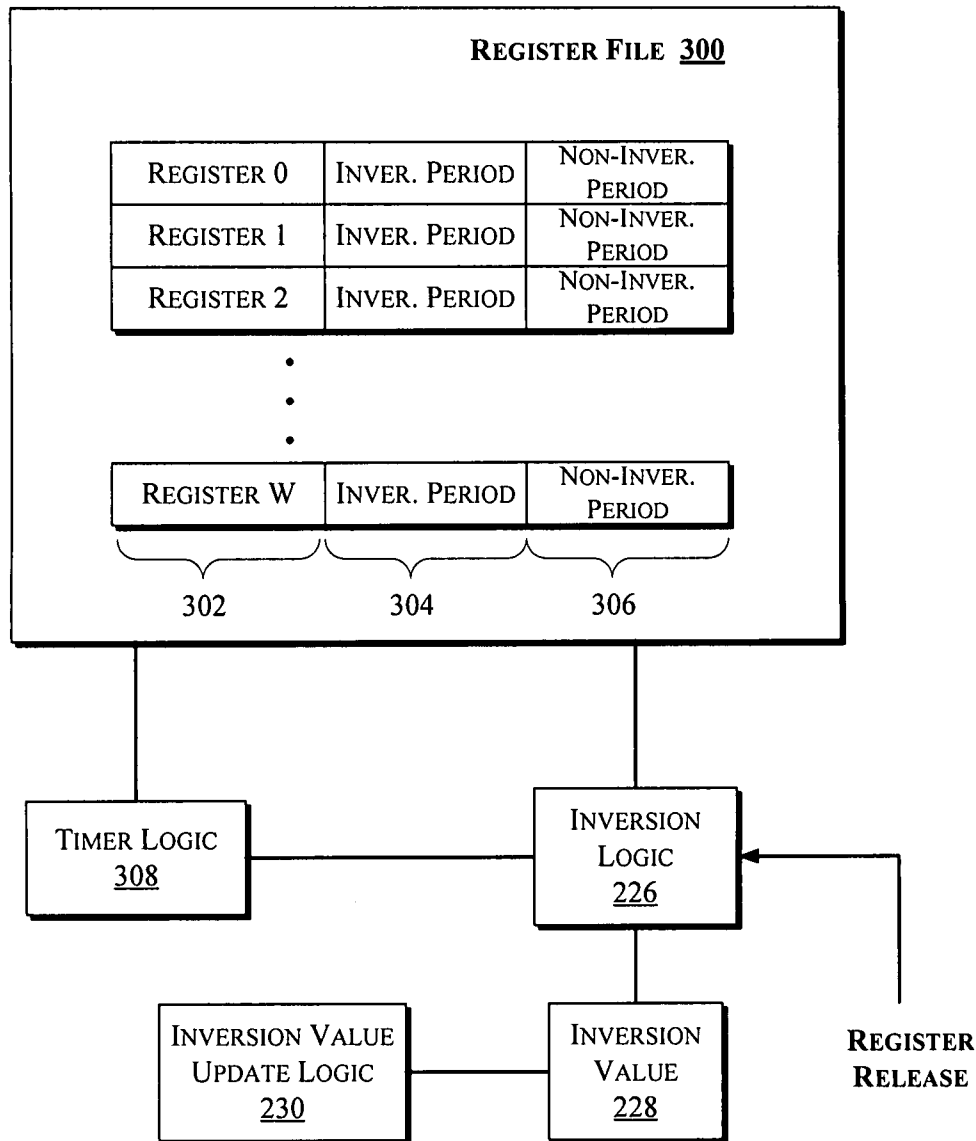 REGISTER FILE 300
REGISTER 0 INVER. PERIOD NON-INVER. PERIOD
REGISTER 1 INVER. PERIOD NON-INVER. PERIOD
REGISTER 2 INVER. PERIOD NON-INVER. PERIOD
REGISTER W INVER. PERIOD NON-INVER. PERIOD
302 304 306
TIMER LOGIC
308
INVERSION
LOGIC
226
INVERSION VALUE
UPDATE LOGIC
230
INVERSION
VALUE
228
REGISTER
RELEASE